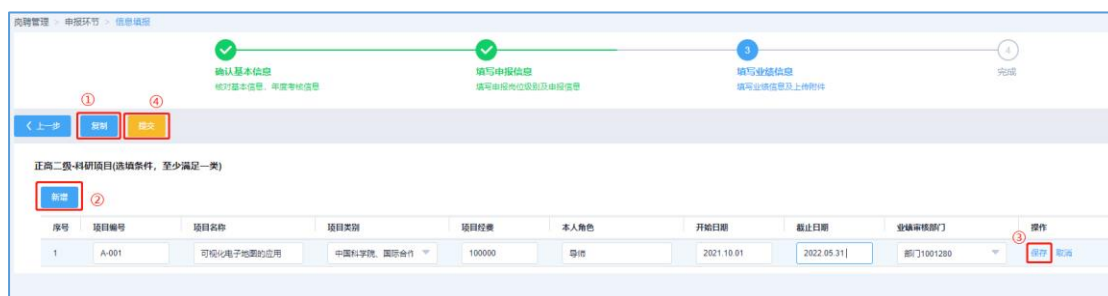 岗聘管理 > 申报环节 > 信息填报
3 4
确认基本信息 填写申报信息 填写业绩信息 完成
核对基本信息、年度考核信息 填写申报岗位级别及申报信息 填写业绩信息及上传附件
① ④
< 上一步 复制 提交
正高二级-科研项目(选填条件，至少满足一类)
新增 ②
序号 项目编号 项目名称 项目类别 项目经费 本人角色 开始日期 截止日期 业绩审核部门 操作
③
1 A-001 可视化电子地图的应用 中国科学院、国际合作 100000 导师 2021.10.01 2022.05.31 部门1001280 保存 取消